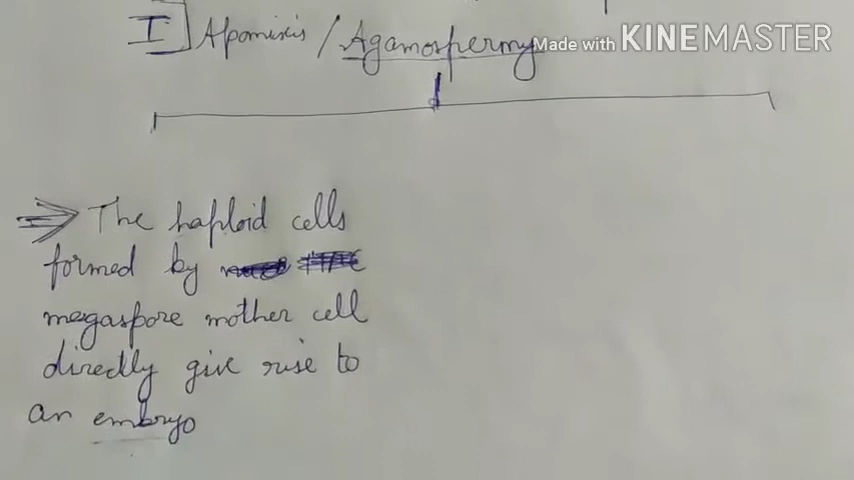 I] Apomixis / Agamospermy
Made with KINEMASTER
The haploid cells
formed by
megaspore mother cell
directly give rise to
an embryo